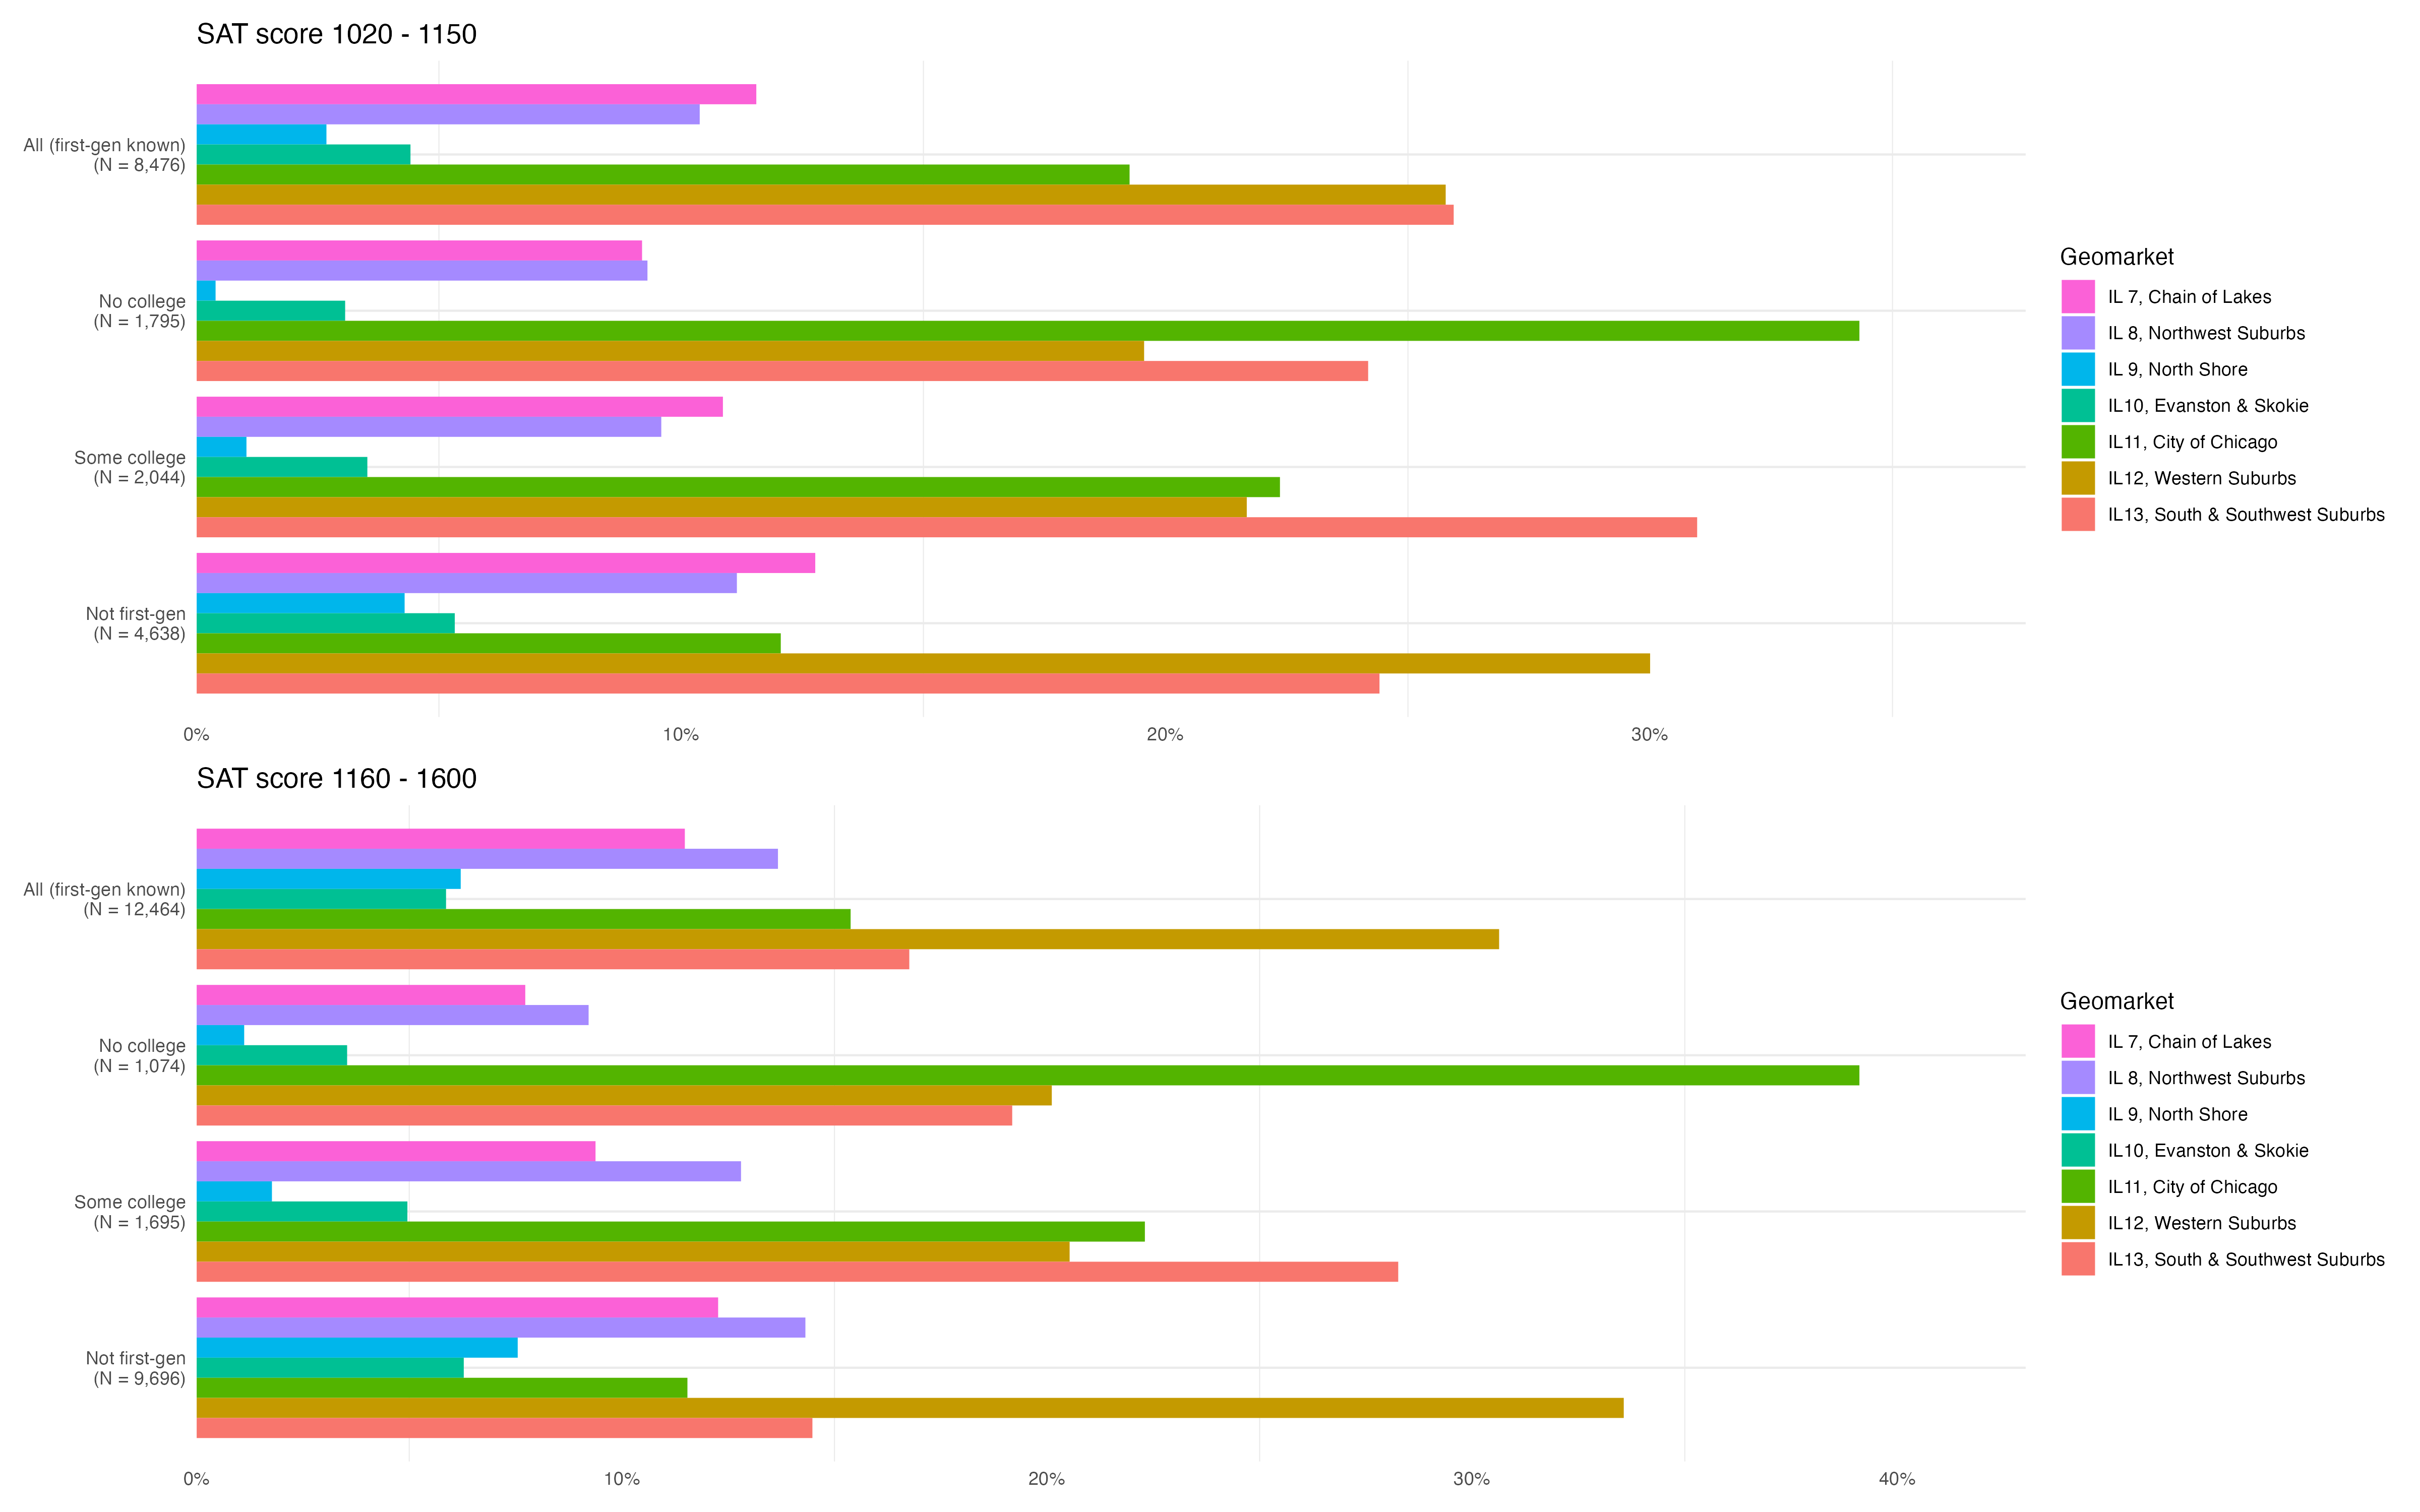 SAT score 1020 - 1150
All (first-gen known)
(N = 8,476)
No college
(N = 1,795)
Some college
(N = 2,044)
Not first-gen
(N = 4,638)
0% 10% 20% 30%
Geomarket
IL 7, Chain of Lakes
IL 8, Northwest Suburbs
IL 9, North Shore
IL10, Evanston & Skokie
IL11, City of Chicago
IL12, Western Suburbs
IL13, South & Southwest Suburbs
SAT score 1160 - 1600
All (first-gen known)
(N = 12,464)
No college
(N = 1,074)
Some college
(N = 1,695)
Not first-gen
(N = 9,696)
0% 10% 20% 30% 40%
Geomarket
IL 7, Chain of Lakes
IL 8, Northwest Suburbs
IL 9, North Shore
IL10, Evanston & Skokie
IL11, City of Chicago
IL12, Western Suburbs
IL13, South & Southwest Suburbs